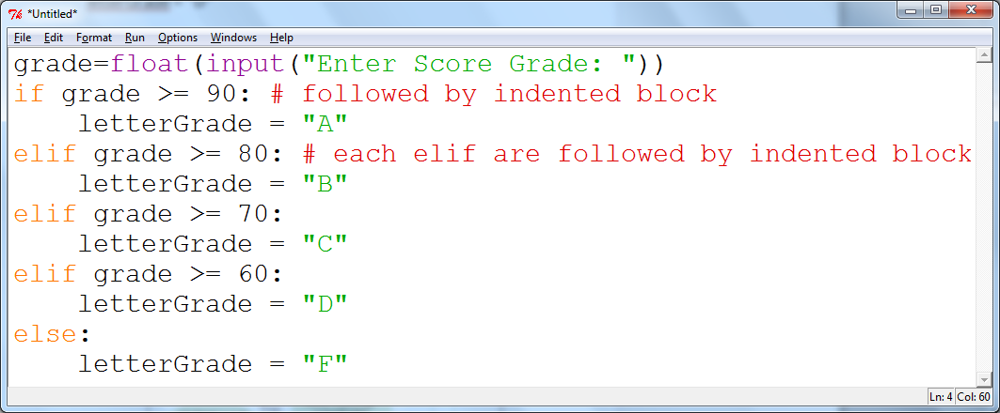 *Untitled*
File Edit Format Run Options Windows Help
grade=float(input("Enter Score Grade: "))
if grade >= 90: # followed by indented block
    letterGrade = "A"
elif grade >= 80: # each elif are followed by indented block
    letterGrade = "B"
elif grade >= 70:
    letterGrade = "C"
elif grade >= 60:
    letterGrade = "D"
else:
    letterGrade = "F"
Ln: 4 Col: 60